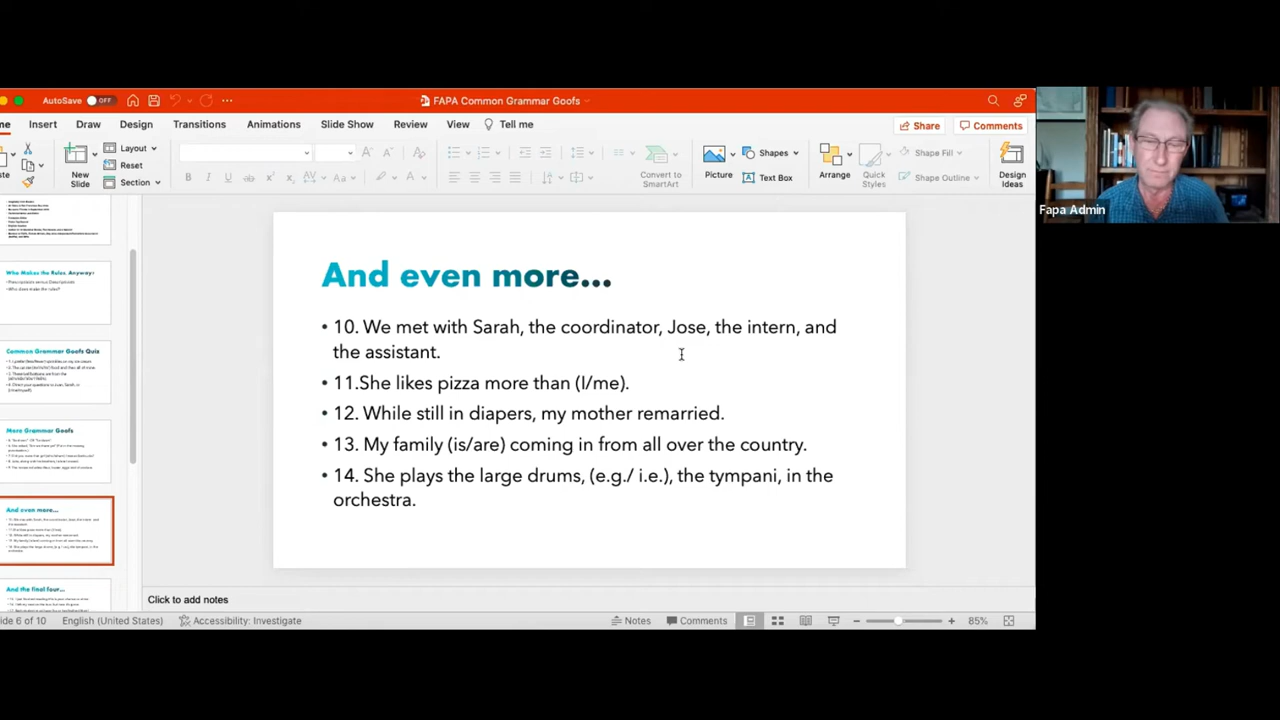 AutoSave OFF
FAPA Common Grammar Goofs
Insert Draw Design Transitions Animations Slide Show Review View Tell me
Share Comments
New Slide
Layout
Reset
Section
Convert to SmartArt
Picture
Shapes
Text Box
Arrange
Quick Styles
Shape Fill
Shape Outline
Design Ideas
Fapa Admin
Who Makes the Rules, Anyway?
Common Grammar Goofs Quiz
More Grammar Goofs
And even more...
And the final four...
And even more...
• 10. We met with Sarah, the coordinator, Jose, the intern, and
the assistant.
• 11.She likes pizza more than (I/me).
• 12. While still in diapers, my mother remarried.
• 13. My family (is/are) coming in from all over the country.
• 14. She plays the large drums, (e.g./ i.e.), the tympani, in the
orchestra.
Click to add notes
6 of 10 English (United States) Accessibility: Investigate Notes Comments 85%